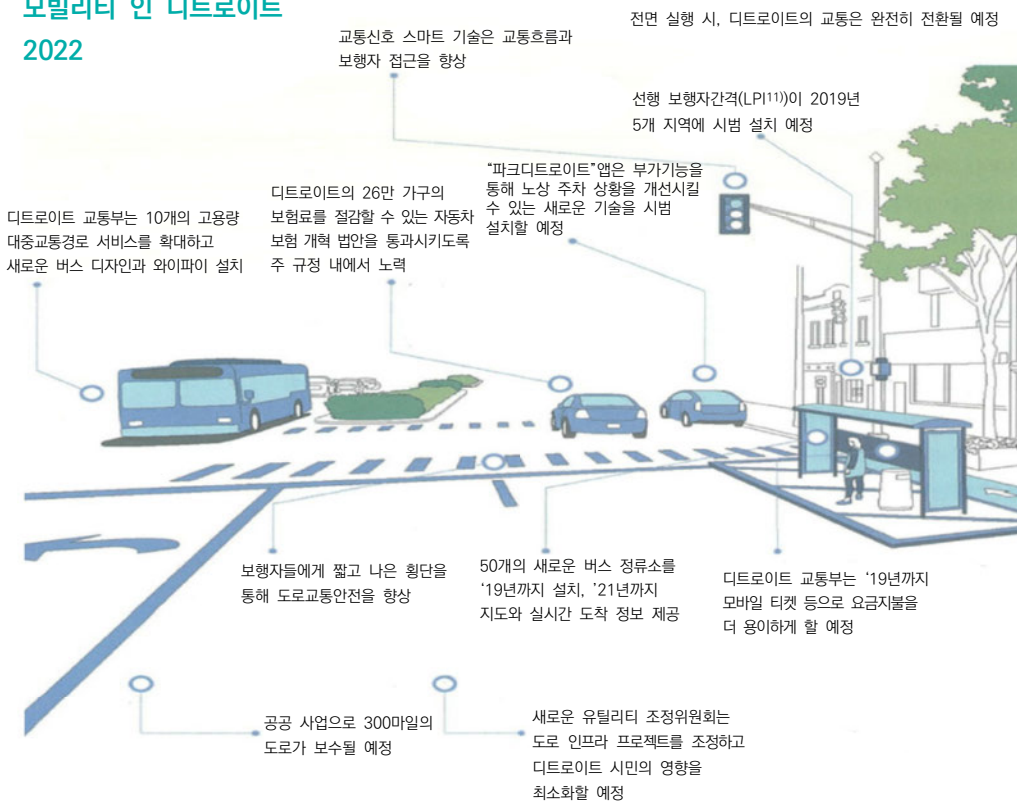 모빌리티 인 디트로이트
2022
전면 실행 시, 디트로이트의 교통은 완전히 전환될 예정
교통신호 스마트 기술은 교통흐름과
보행자 접근을 향상
선행 보행자간격(LPI11))이 2019년
5개 지역에 시범 설치 예정
"파크디트로이트"앱은 부가기능을
통해 노상 주차 상황을 개선시킬
수 있는 새로운 기술을 시범
설치할 예정
디트로이트의 26만 가구의
보험료를 절감할 수 있는 자동차
보험 개혁 법안을 통과시키도록
주 규정 내에서 노력
디트로이트 교통부는 10개의 고용량
대중교통경로 서비스를 확대하고
새로운 버스 디자인과 와이파이 설치
보행자들에게 짧고 나은 횡단을
통해 도로교통안전을 향상
50개의 새로운 버스 정류소를
'19년까지 설치, '21년까지
지도와 실시간 도착 정보 제공
디트로이트 교통부는 '19년까지
모바일 티켓 등으로 요금지불을
더 용이하게 할 예정
공공 사업으로 300마일의
도로가 보수될 예정
새로운 유틸리티 조정위원회는
도로 인프라 프로젝트를 조정하고
디트로이트 시민의 영향을
최소화할 예정